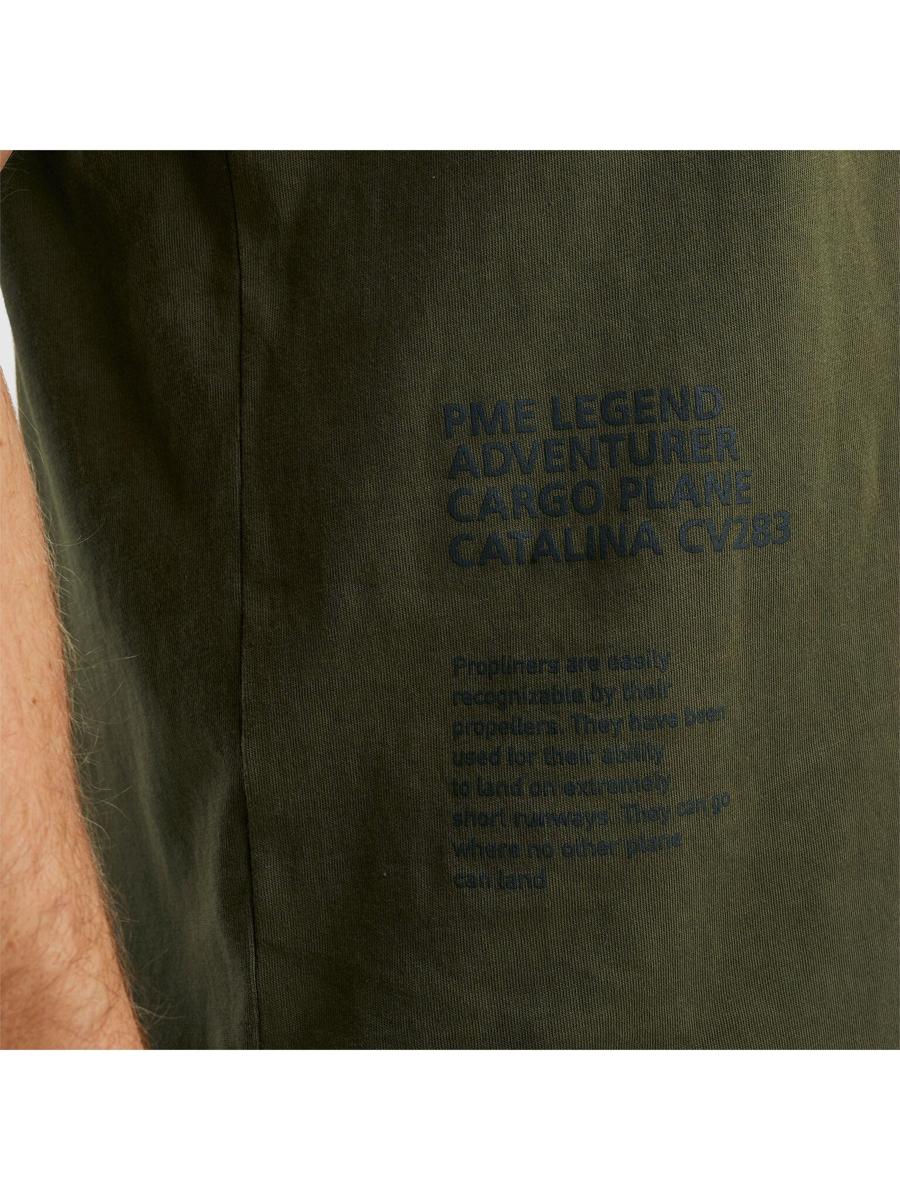 PME LEGEND
ADVENTURER
CARGO PLANE
CATALINA CV283
Propliners are easily
recognizable by their
propellers. They have been
used for their ability
to land on extremely
short runways. They can go
where no other plane
can land